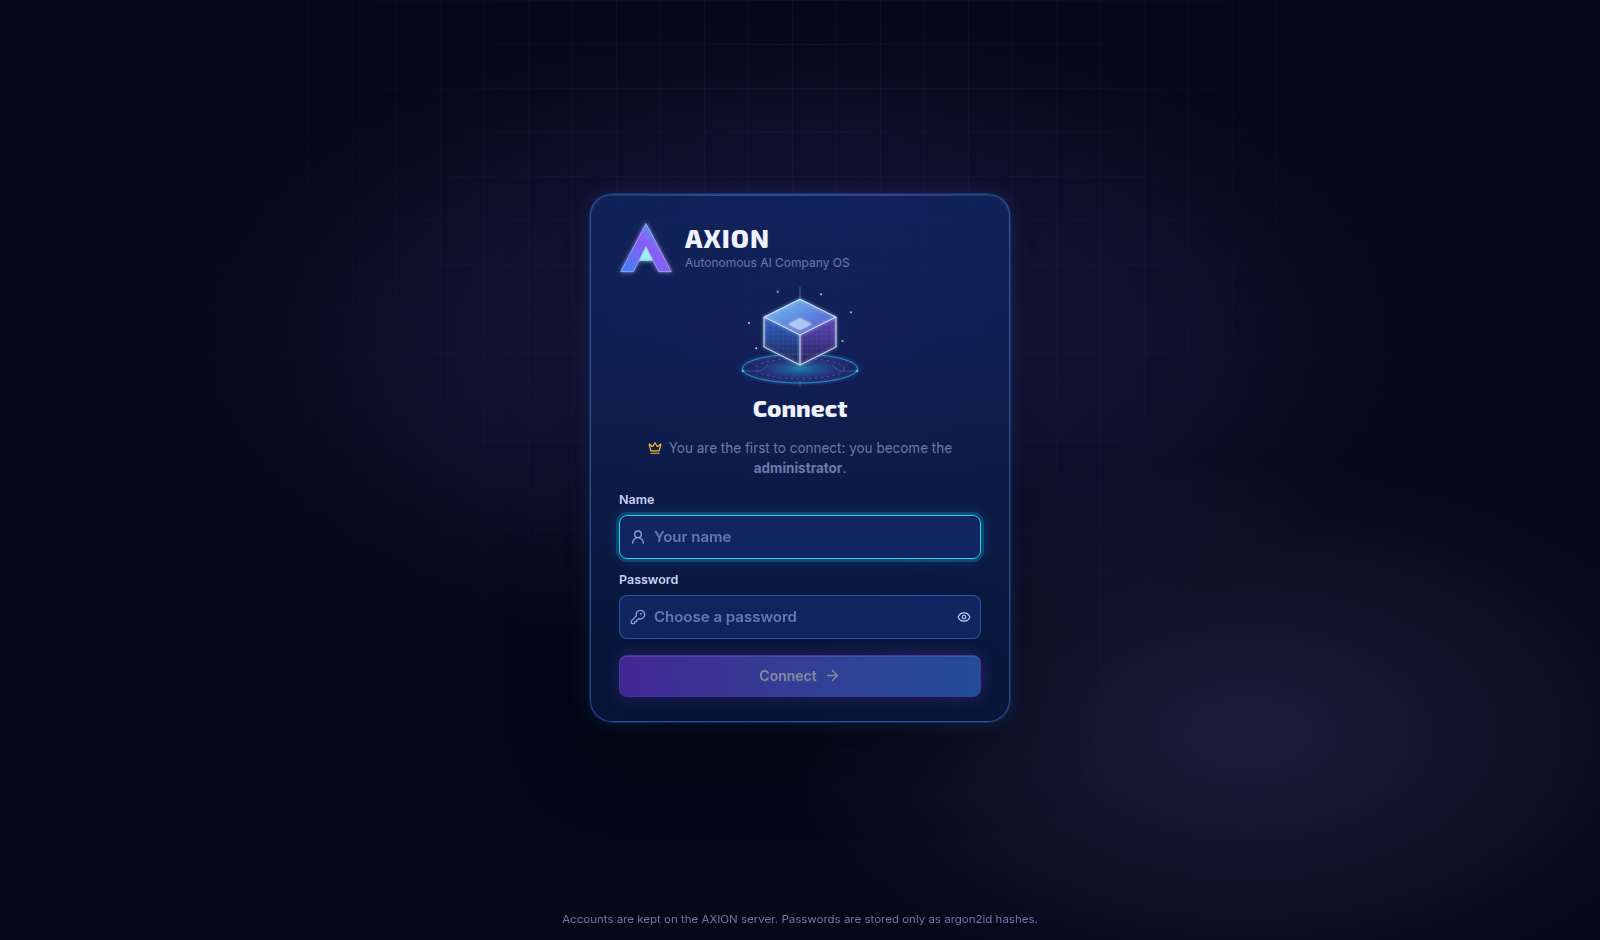 AXION
Autonomous AI Company OS
Connect
You are the first to connect: you become the
administrator.
Name
Your name
Password
Choose a password
Connect
Accounts are kept on the AXION server. Passwords are stored only as argon2id hashes.